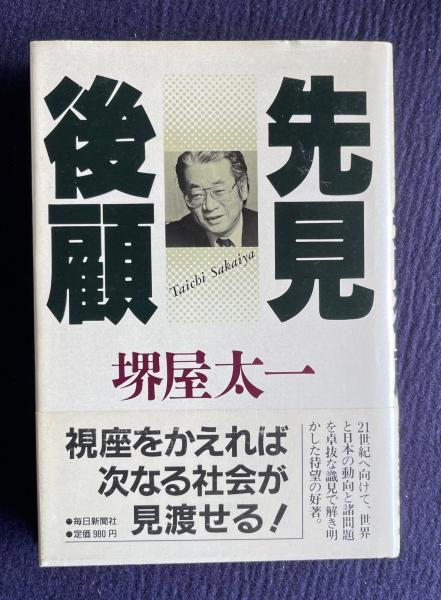 先見
後顧
Taichi Sakaiya
堺屋太一
21世紀へ向けて、世界
と日本の動向と諸問題
を卓抜な識見で解き明
かした待望の好著。
視座をかえれば
次なる社会が
見渡せる!
●毎日新聞社
●定価980円